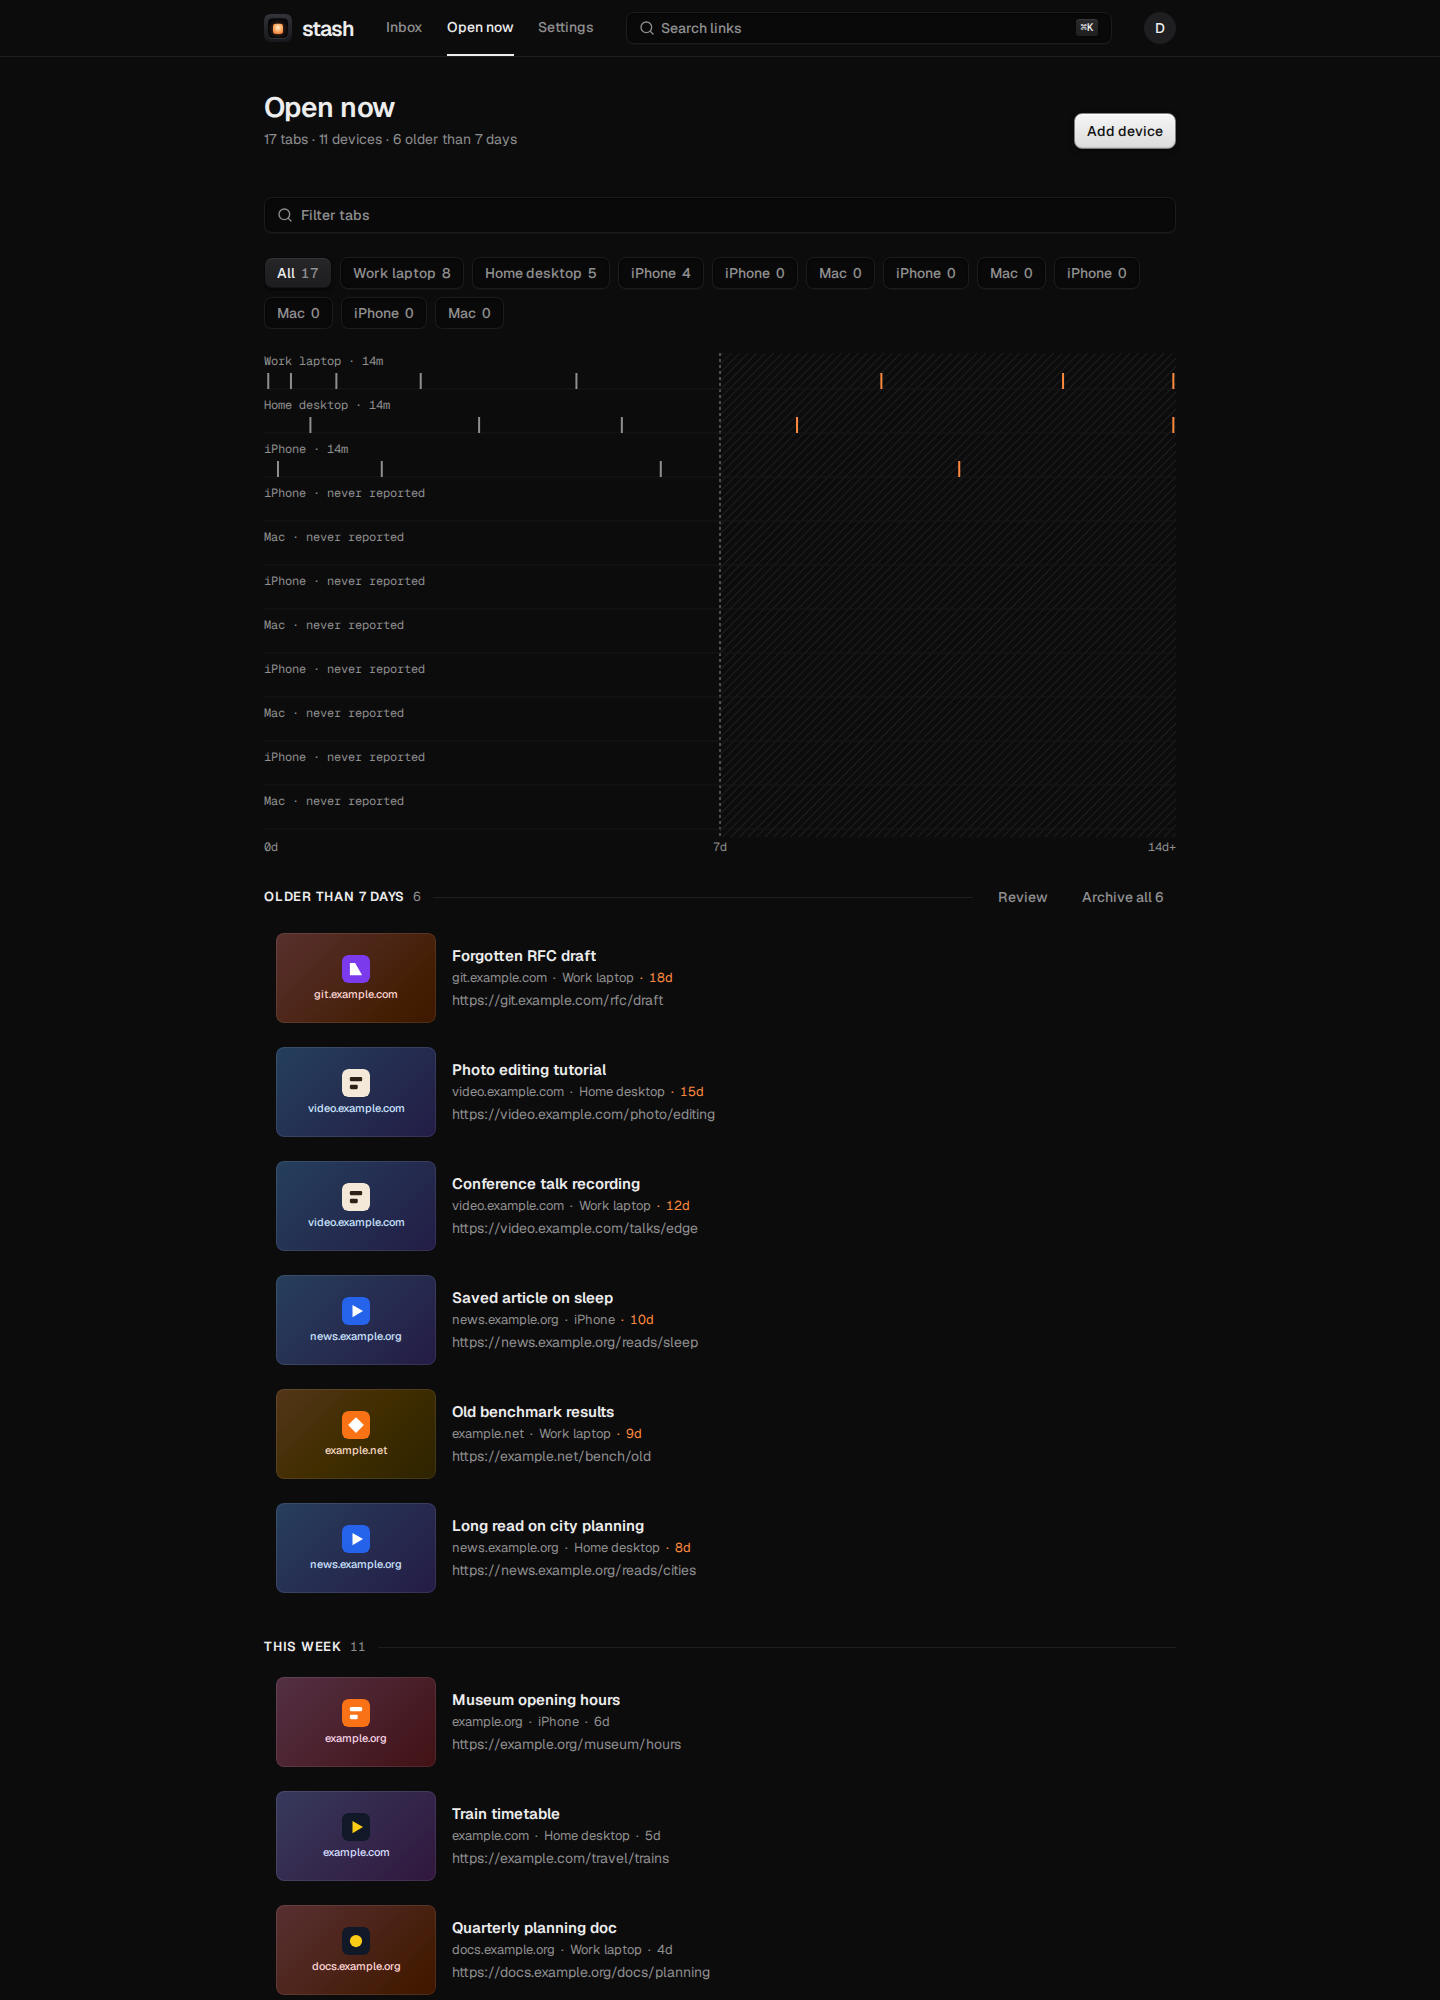 stash Inbox Open now Settings Search links ⌘K D
Open now
17 tabs · 11 devices · 6 older than 7 days
Add device
Filter tabs
All 17 Work laptop 8 Home desktop 5 iPhone 4 iPhone 0 Mac 0 iPhone 0 Mac 0 iPhone 0
Mac 0 iPhone 0 Mac 0
Work laptop · 14m
Home desktop · 14m
iPhone · 14m
iPhone · never reported
Mac · never reported
iPhone · never reported
Mac · never reported
iPhone · never reported
Mac · never reported
iPhone · never reported
Mac · never reported
0d 7d 14d+
OLDER THAN 7 DAYS 6 Review Archive all 6
git.example.com
Forgotten RFC draft
git.example.com · Work laptop · 18d
https://git.example.com/rfc/draft
video.example.com
Photo editing tutorial
video.example.com · Home desktop · 15d
https://video.example.com/photo/editing
video.example.com
Conference talk recording
video.example.com · Work laptop · 12d
https://video.example.com/talks/edge
news.example.org
Saved article on sleep
news.example.org · iPhone · 10d
https://news.example.org/reads/sleep
example.net
Old benchmark results
example.net · Work laptop · 9d
https://example.net/bench/old
news.example.org
Long read on city planning
news.example.org · Home desktop · 8d
https://news.example.org/reads/cities
THIS WEEK 11
example.org
Museum opening hours
example.org · iPhone · 6d
https://example.org/museum/hours
example.com
Train timetable
example.com · Home desktop · 5d
https://example.com/travel/trains
docs.example.org
Quarterly planning doc
docs.example.org · Work laptop · 4d
https://docs.example.org/docs/planning